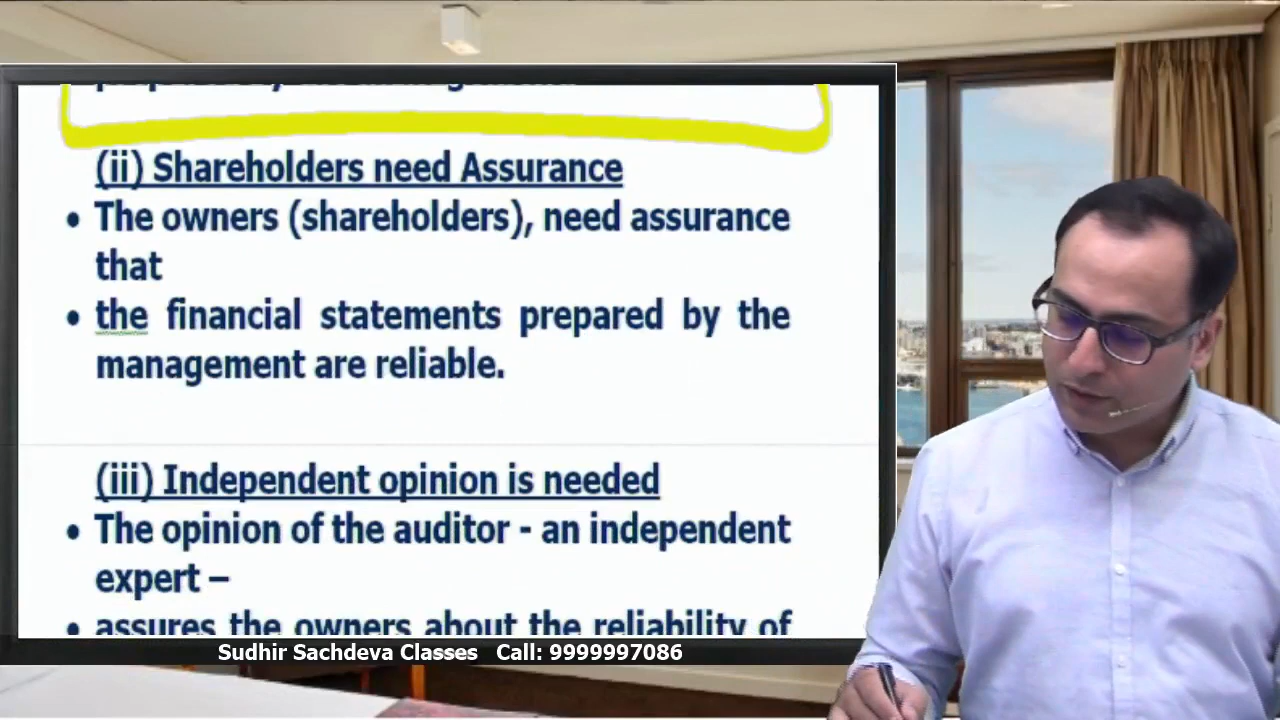 (ii) Shareholders need Assurance
• The owners (shareholders), need assurance
that
• the financial statements prepared by the
management are reliable.
(iii) Independent opinion is needed
• The opinion of the auditor - an independent
expert –
• assures the owners about the reliability of
Sudhir Sachdeva Classes Call: 9999997086